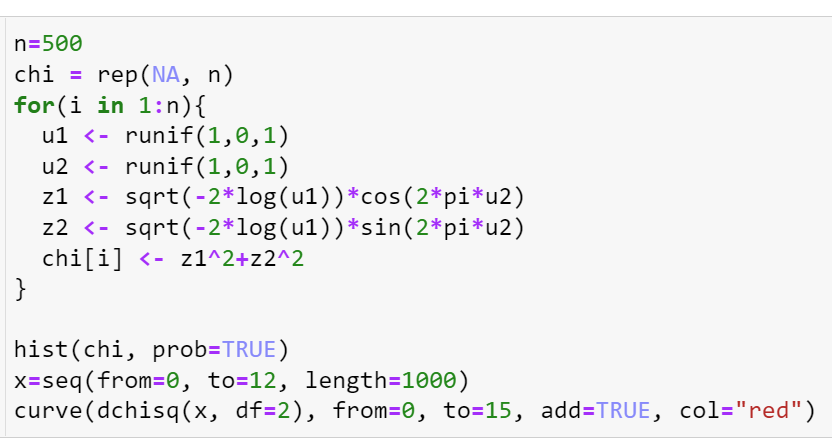 n=500
chi = rep(NA, n)
for(i in 1:n){
  u1 <- runif(1,0,1)
  u2 <- runif(1,0,1)
  z1 <- sqrt(-2*log(u1))*cos(2*pi*u2)
  z2 <- sqrt(-2*log(u1))*sin(2*pi*u2)
  chi[i] <- z1^2+z2^2
}

hist(chi, prob=TRUE)
x=seq(from=0, to=12, length=1000)
curve(dchisq(x, df=2), from=0, to=15, add=TRUE, col="red")